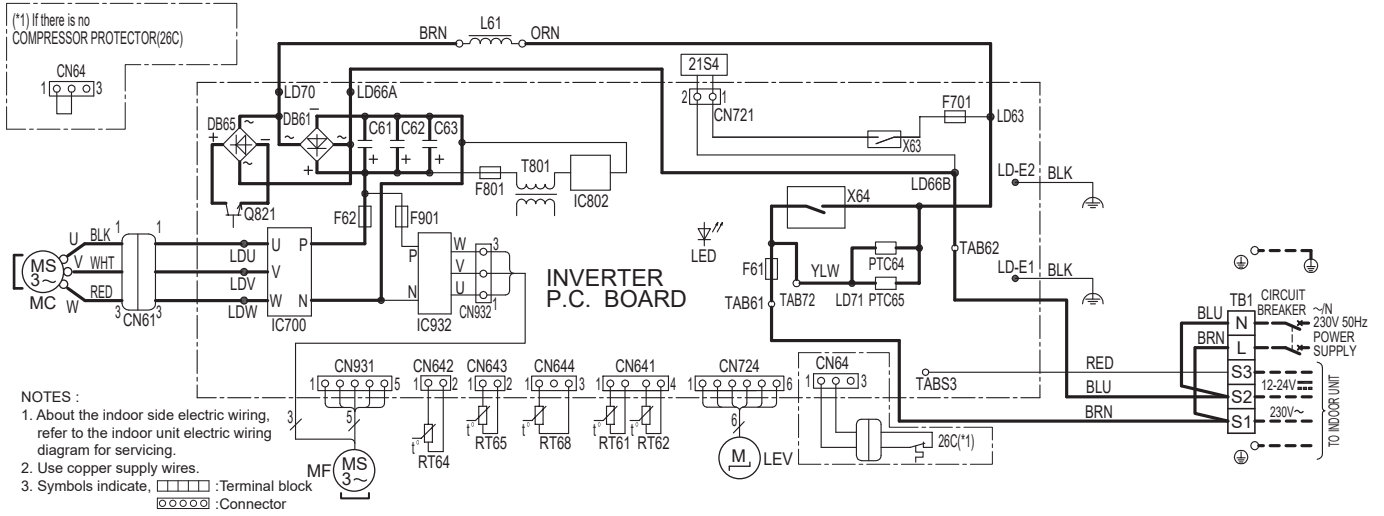 (*1) If there is no
COMPRESSOR PROTECTOR(26C)
CN64
1 3
BRN L61 ORN
21S4
2 1
CN721
LD70 LD66A
F701
LD63
X63
DB65 DB61 C61 C62 C63
+ ~ −
~ − ~ +
+ + +
F801 T801 IC802
LD66B
LD-E2 BLK
Q821
F62 F901
X64
LED
TAB62
PTC64
F61 YLW
LD71 PTC65
TAB61 TAB72
LD-E1 BLK
U BLK 1 1
V WHT
W RED 3 3
MS
3~
MC
CN61
LDU
LDV
LDW
U P
V
W N
IC700
P W 3
V
N U 1
IC932
CN932
INVERTER
P.C. BOARD
TB1 CIRCUIT
BREAKER ~/N
230V 50Hz
POWER
SUPPLY
BLU N
BRN L
S3
S2
S1
12-24V
230V~
TO INDOOR UNIT
TABS3
RED
BLU
BRN
CN931
1 5
CN642
1 2
CN643
1 2
CN644
1 3
CN641
1 4
CN724
1 6
CN64
1 3
3 5 6
t° RT64
t° RT65
t° RT68
t° RT61
t° RT62
MF MS
3~
M LEV
26C(*1)
NOTES :
1. About the indoor side electric wiring,
refer to the indoor unit electric wiring
diagram for servicing.
2. Use copper supply wires.
3. Symbols indicate, :Terminal block
:Connector